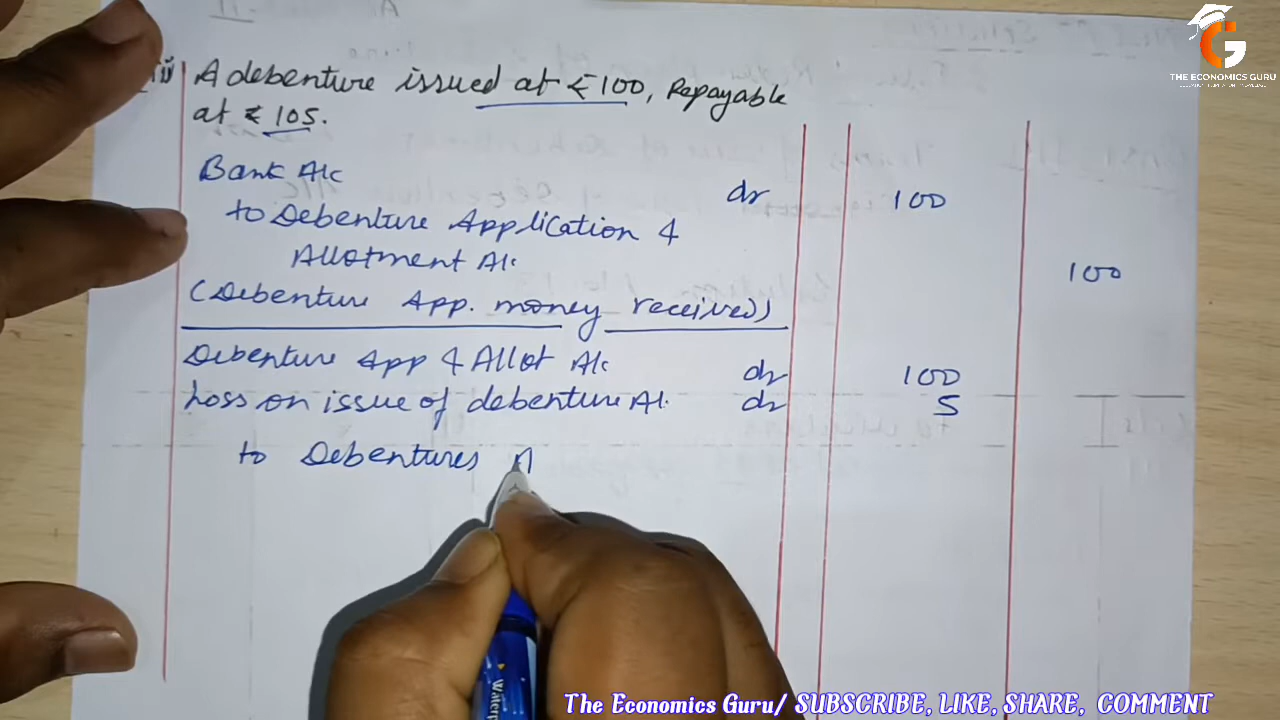 A debenture issued at ₹ 100, Repayable
at ₹ 105.
Bank A/c dr 100
to Debenture Application &
Allotment A/c 100
(Debenture App. money received)
Debenture App & Allot A/c dr 100
Loss on issue of debenture A/c dr 5
to Debentures A
G
THE ECONOMICS GURU
The Economics Guru/ SUBSCRIBE, LIKE, SHARE, COMMENT